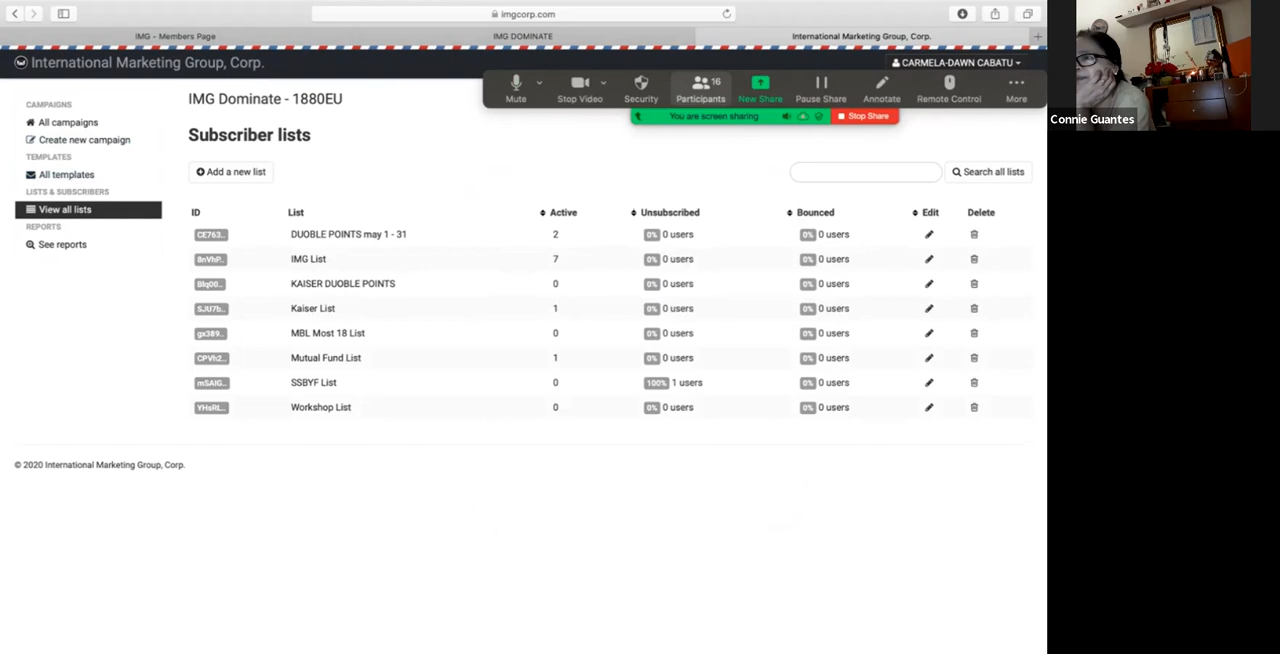 imgcorp.com
IMG - Members Page
IMG DOMINATE
International Marketing Group, Corp.
International Marketing Group, Corp.
CARMELA-DAWN CABATU
Mute
Stop Video
Security
16
Participants
New Share
Pause Share
Annotate
Remote Control
More
You are screen sharing
Stop Share
Connie Guantes
CAMPAIGNS
All campaigns
Create new campaign
TEMPLATES
All templates
LISTS & SUBSCRIBERS
View all lists
REPORTS
See reports
IMG Dominate - 1880EU
Subscriber lists
Add a new list
Search all lists
ID List Active Unsubscribed Bounced Edit Delete
CE763.. DUOBLE POINTS may 1 - 31 2 0% 0 users 0% 0 users
8nVhP.. IMG List 7 0% 0 users 0% 0 users
KAISER DUOBLE POINTS 0 0% 0 users 0% 0 users
SJU7b.. Kaiser List 1 0% 0 users 0% 0 users
gx389.. MBL Most 18 List 0 0% 0 users 0% 0 users
CPVh2.. Mutual Fund List 1 0% 0 users 0% 0 users
mSAIG.. SSBYF List 0 100% 1 users 0% 0 users
YHsRL.. Workshop List 0 0% 0 users 0% 0 users
© 2020 International Marketing Group, Corp.